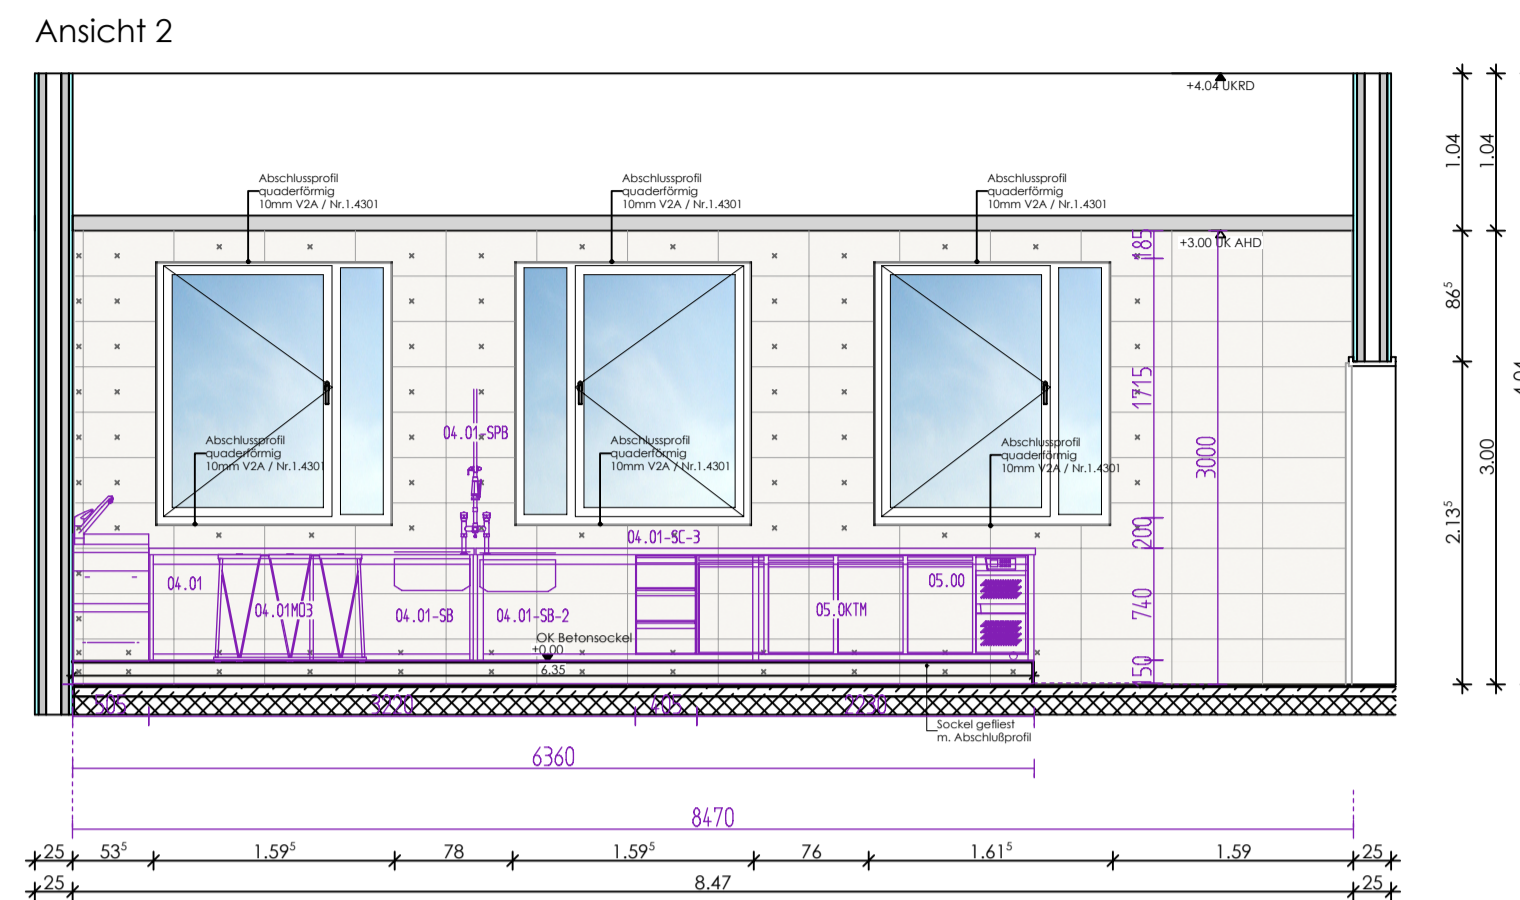 Ansicht 2
+4.04 UKRD
1.04
1.04
Abschlussprofil
quaderförmig
10mm V2A / Nr.1.4301
Abschlussprofil
quaderförmig
10mm V2A / Nr.1.4301
Abschlussprofil
quaderförmig
10mm V2A / Nr.1.4301
185
+3.00 UK AHD
86⁵
1715
3000
3.00
2.13⁵
04.01-SPB
Abschlussprofil
quaderförmig
10mm V2A / Nr.1.4301
Abschlussprofil
quaderförmig
10mm V2A / Nr.1.4301
Abschlussprofil
quaderförmig
10mm V2A / Nr.1.4301
200
04.01-SC-3
04.01
04.01MÖ3
04.01-SB
04.01-SB-2
05.0KTM
05.00
740
OK Betonsockel
+0.00
6.35
150
505
3220
405
2230
Sockel gefliest
m. Abschlußprofil
6360
8470
25
53⁵
1.59⁵
78
1.59⁵
76
1.61⁵
1.59
25
25
8.47
25